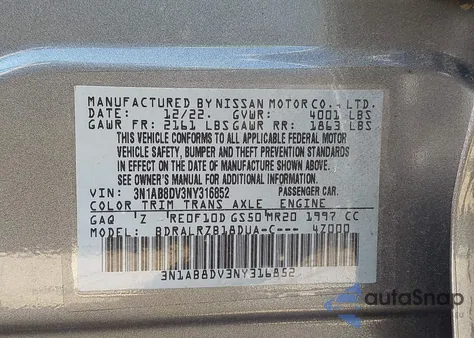 MANUFACTURED BY NISSAN MOTOR CO., LTD.
DATE: 12/22. GVWR: 4001 LBS
GAWR FR: 2161 LBS GAWR RR: 1863 LBS
THIS VEHICLE CONFORMS TO ALL APPLICABLE FEDERAL MOTOR
VEHICLE SAFETY, BUMPER AND THEFT PREVENTION STANDARDS
IN EFFECT ON THE DATE OF MANUFACTURE SHOWN ABOVE
SEE OWNER'S MANUAL FOR ADDITIONAL INFORMATION
VIN: 3N1AB8DV3NY316852 PASSENGER CAR.
COLOR TRIM TRANS AXLE ENGINE
GAQ 'Z RE0F10D GS50 MR20 1997 CC
MODEL: BDRALRZB18DUA-C--- 47000
3N1AB8DV3NY316852
autoSnap